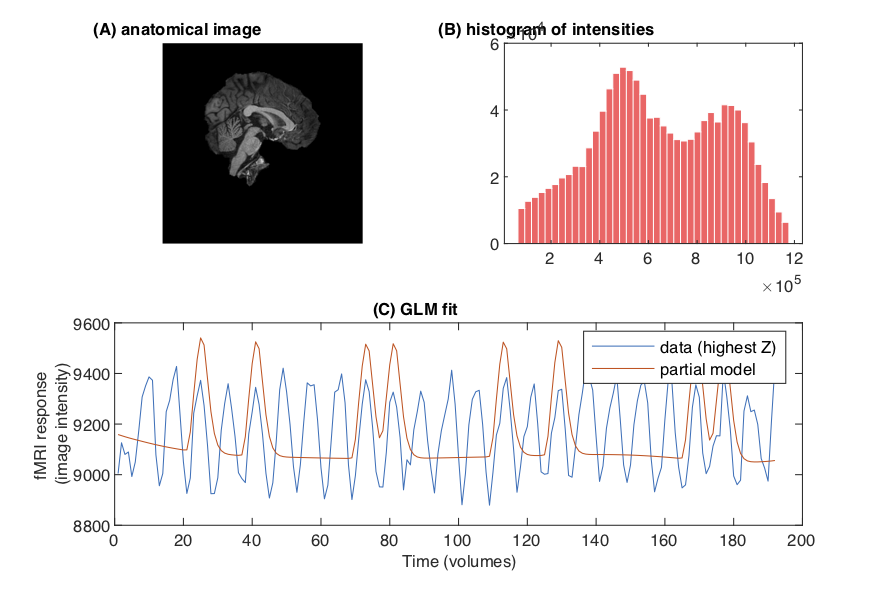 (A) anatomical image
(B) histogram of intensities
×10⁴
6
4
2
0
2 4 6 8 10 12
×10⁵
(C) GLM fit
9600
9400
9200
9000
8800
fMRI response
(image intensity)
data (highest Z)
partial model
0 20 40 60 80 100 120 140 160 180 200
Time (volumes)